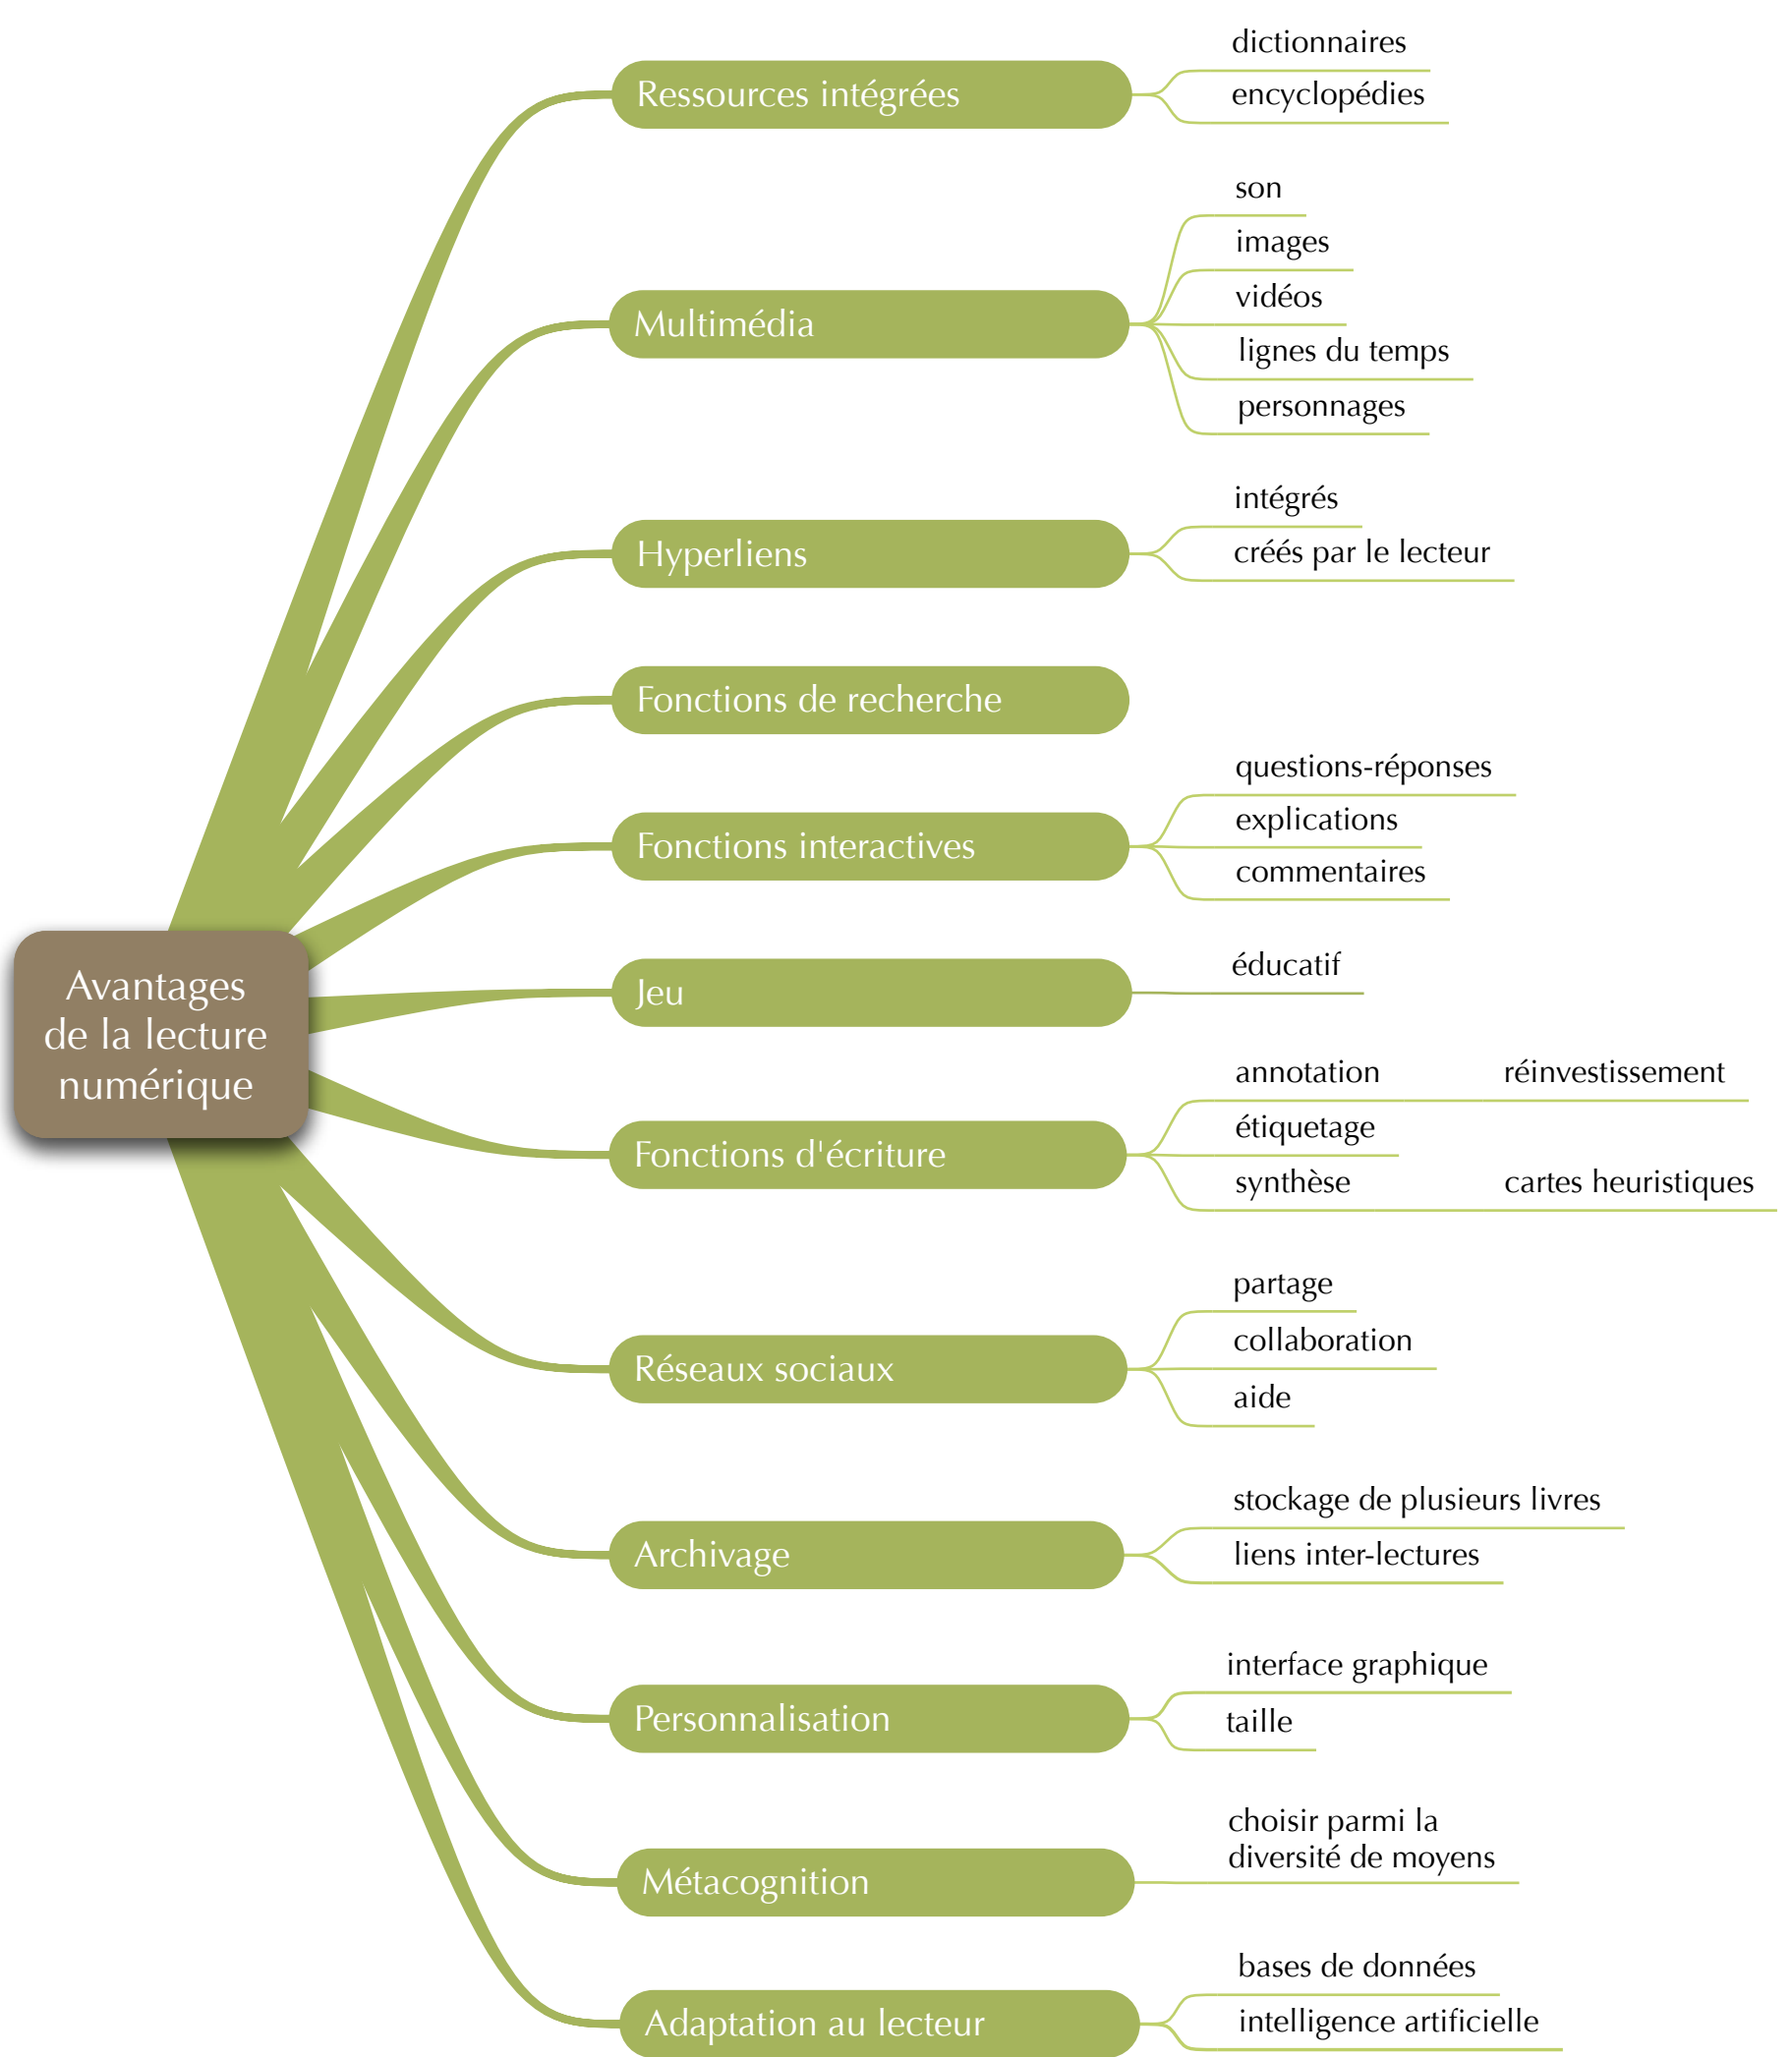 Avantages
de la lecture
numérique
Ressources intégrées
dictionnaires
encyclopédies
Multimédia
son
images
vidéos
lignes du temps
personnages
Hyperliens
intégrés
créés par le lecteur
Fonctions de recherche
Fonctions interactives
questions-réponses
explications
commentaires
Jeu
éducatif
Fonctions d'écriture
annotation
réinvestissement
étiquetage
synthèse
cartes heuristiques
Réseaux sociaux
partage
collaboration
aide
Archivage
stockage de plusieurs livres
liens inter-lectures
Personnalisation
interface graphique
taille
Métacognition
choisir parmi la
diversité de moyens
Adaptation au lecteur
bases de données
intelligence artificielle